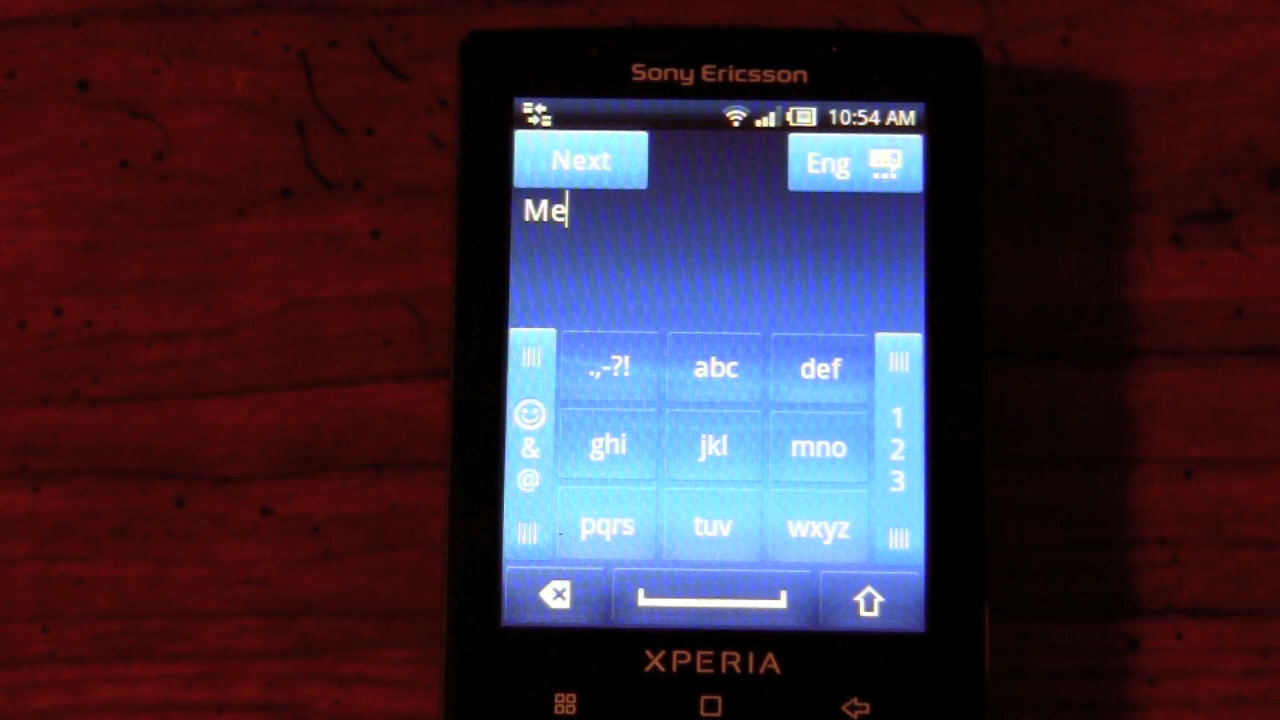 Sony Ericsson
10:54 AM
Next
Eng
Me
.,-?!
abc
def
&
@
ghi
jkl
mno
1
2
3
pqrs
tuv
wxyz
XPERIA